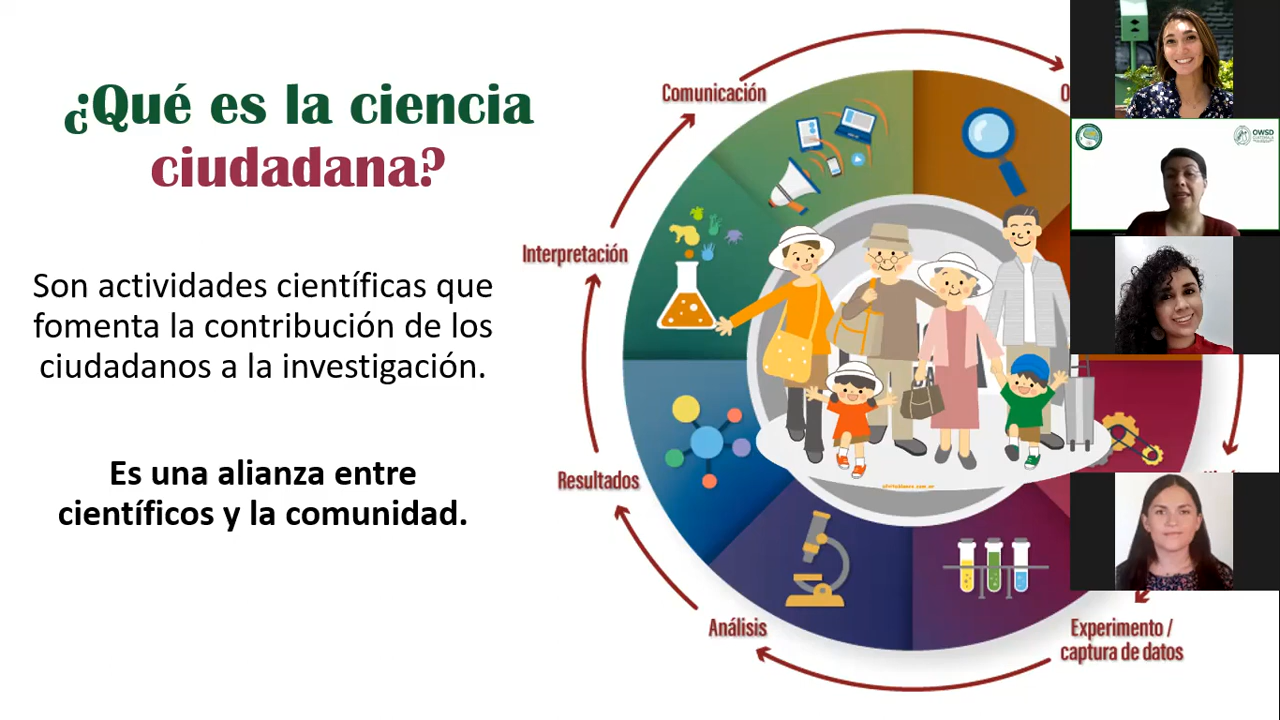 ¿Qué es la ciencia
ciudadana?
Son actividades científicas que
fomenta la contribución de los
ciudadanos a la investigación.
Es una alianza entre
científicos y la comunidad.
Comunicación
Interpretación
Resultados
Análisis
Experimento /
captura de datos
OWSD